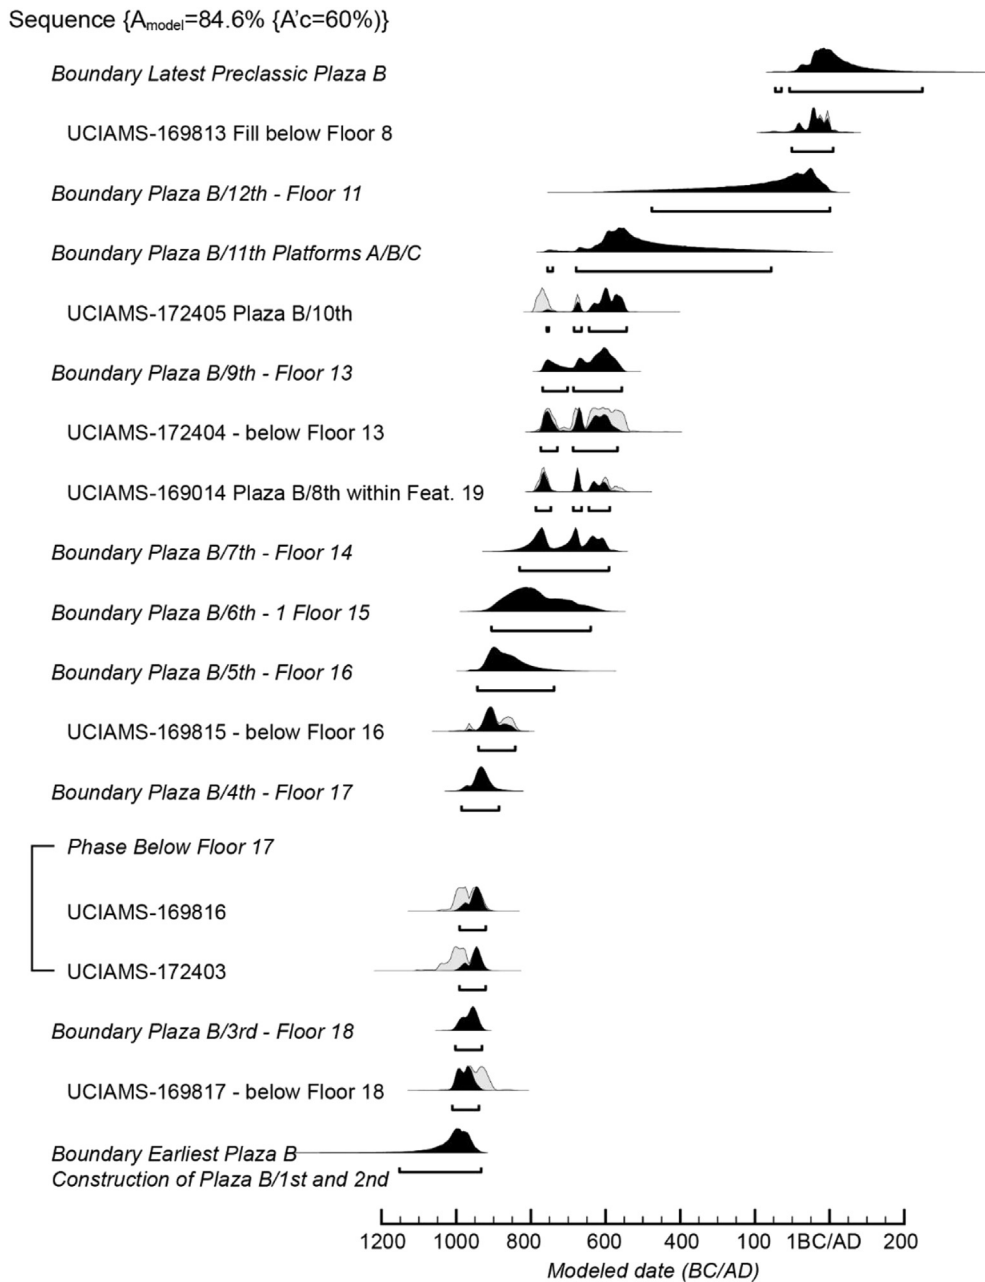 Sequence {Amodel=84.6% {A'c=60%)}
Boundary Latest Preclassic Plaza B
UCIAMS-169813 Fill below Floor 8
Boundary Plaza B/12th - Floor 11
Boundary Plaza B/11th Platforms A/B/C
UCIAMS-172405 Plaza B/10th
Boundary Plaza B/9th - Floor 13
UCIAMS-172404 - below Floor 13
UCIAMS-169014 Plaza B/8th within Feat. 19
Boundary Plaza B/7th - Floor 14
Boundary Plaza B/6th - 1 Floor 15
Boundary Plaza B/5th - Floor 16
UCIAMS-169815 - below Floor 16
Boundary Plaza B/4th - Floor 17
Phase Below Floor 17
UCIAMS-169816
UCIAMS-172403
Boundary Plaza B/3rd - Floor 18
UCIAMS-169817 - below Floor 18
Boundary Earliest Plaza B
Construction of Plaza B/1st and 2nd
1200 1000 800 600 400 100 1BC/AD 200
Modeled date (BC/AD)